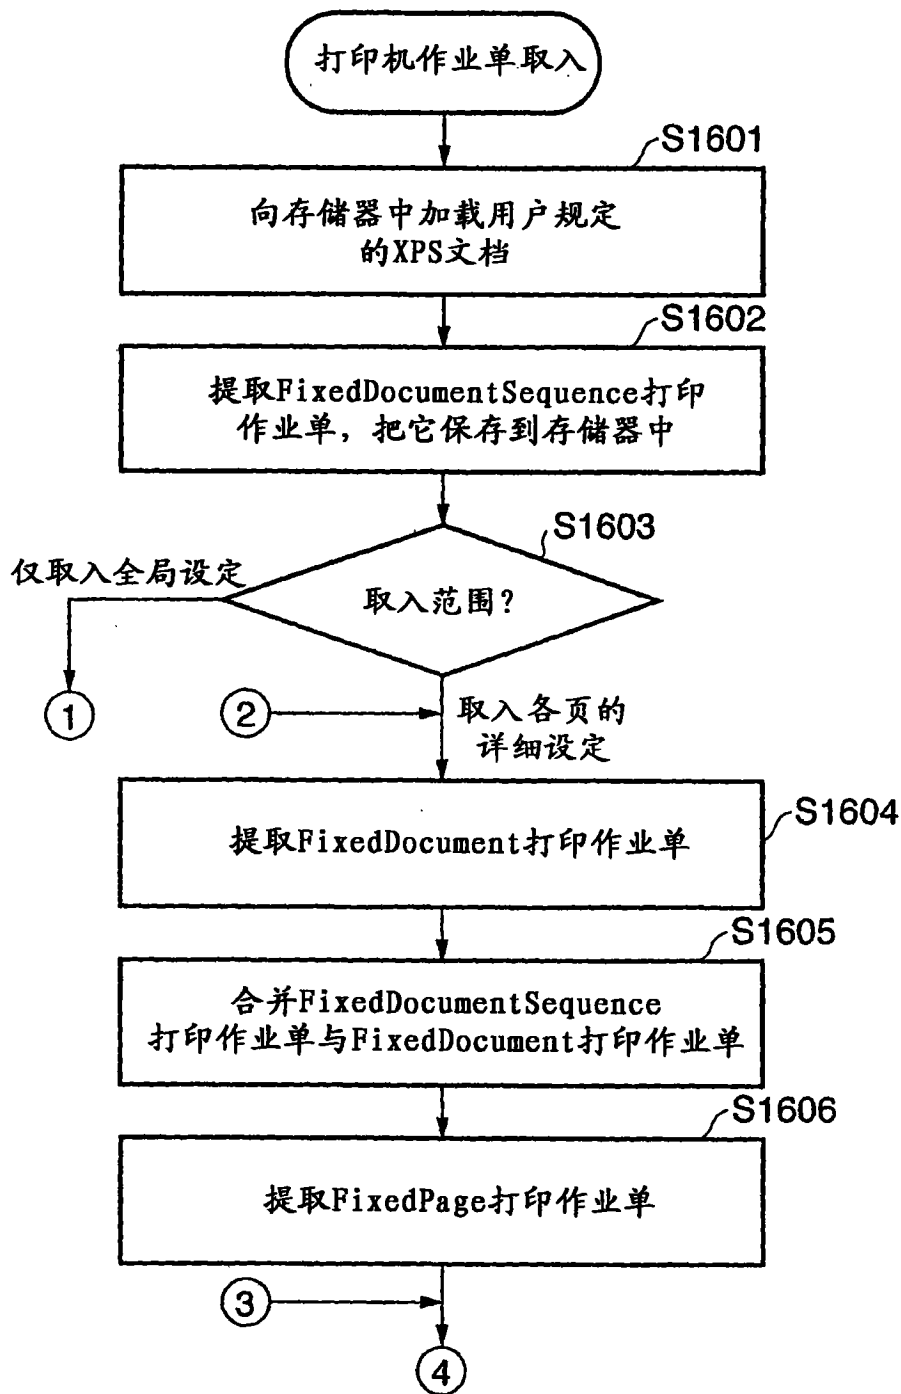 打印机作业单取入
S1601
向存储器中加载用户规定
的XPS文档
S1602
提取FixedDocumentSequence打印
作业单，把它保存到存储器中
S1603
仅取入全局设定
取入范围？
1
2
取入各页的
详细设定
S1604
提取FixedDocument打印作业单
S1605
合并FixedDocumentSequence
打印作业单与FixedDocument打印作业单
S1606
提取FixedPage打印作业单
3
4